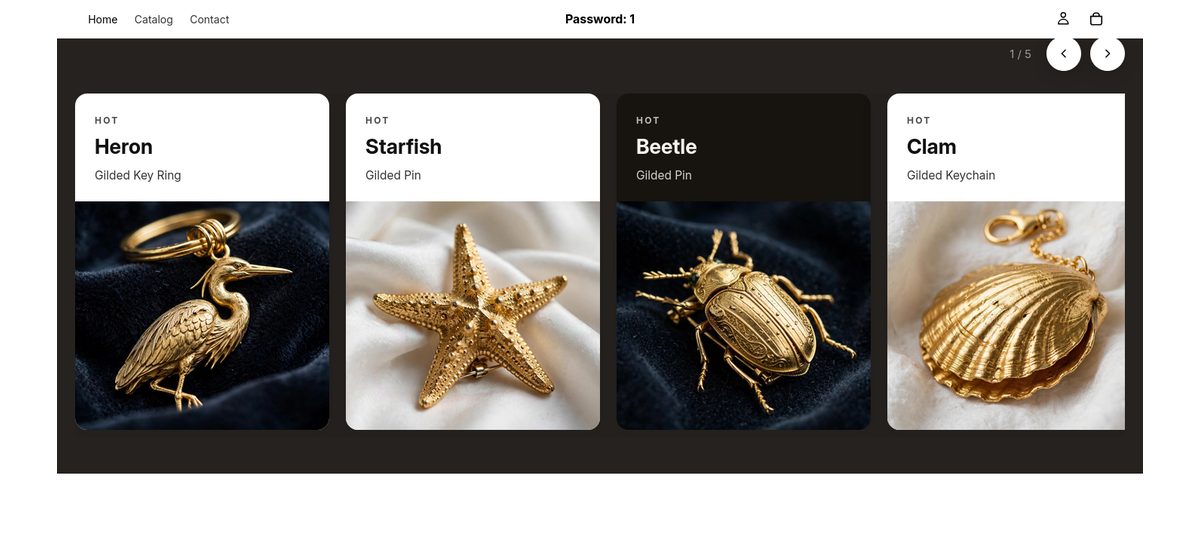 Home Catalog Contact Password: 1
1 / 5
HOT
Heron
Gilded Key Ring
HOT
Starfish
Gilded Pin
HOT
Beetle
Gilded Pin
HOT
Clam
Gilded Keychain